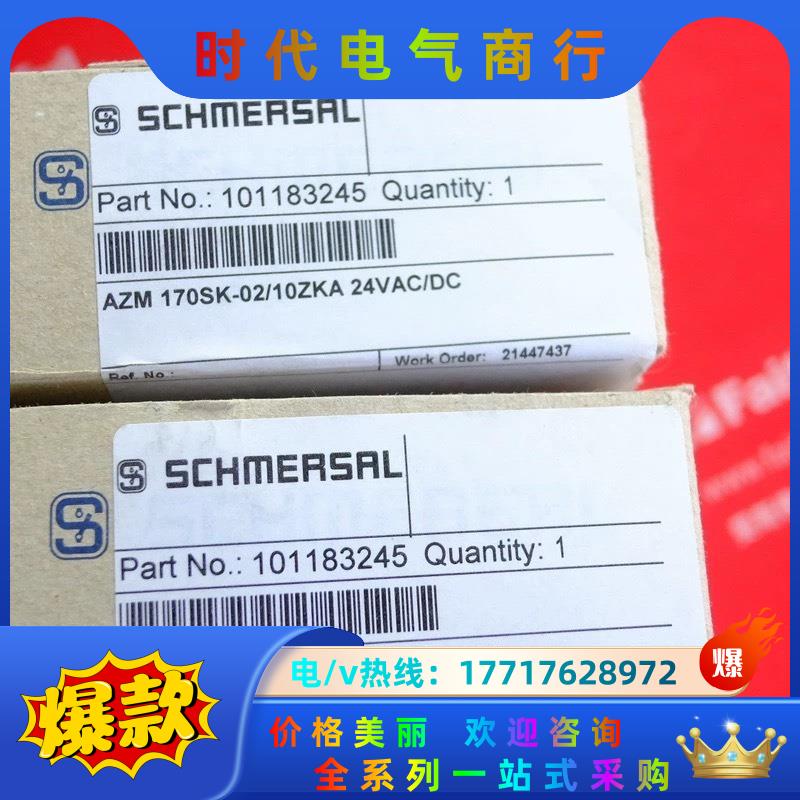 时代电气商行
SCHMERSAL
Part No.: 101183245 Quantity: 1
AZM 170SK-02/10ZKA 24VAC/DC
Ref. No.:
Work Order: 21447437
SCHMERSAL
Part No.: 101183245 Quantity: 1
电/v热线：17717628972
爆
爆款
价格美丽 欢迎咨询
全系列一站式采购